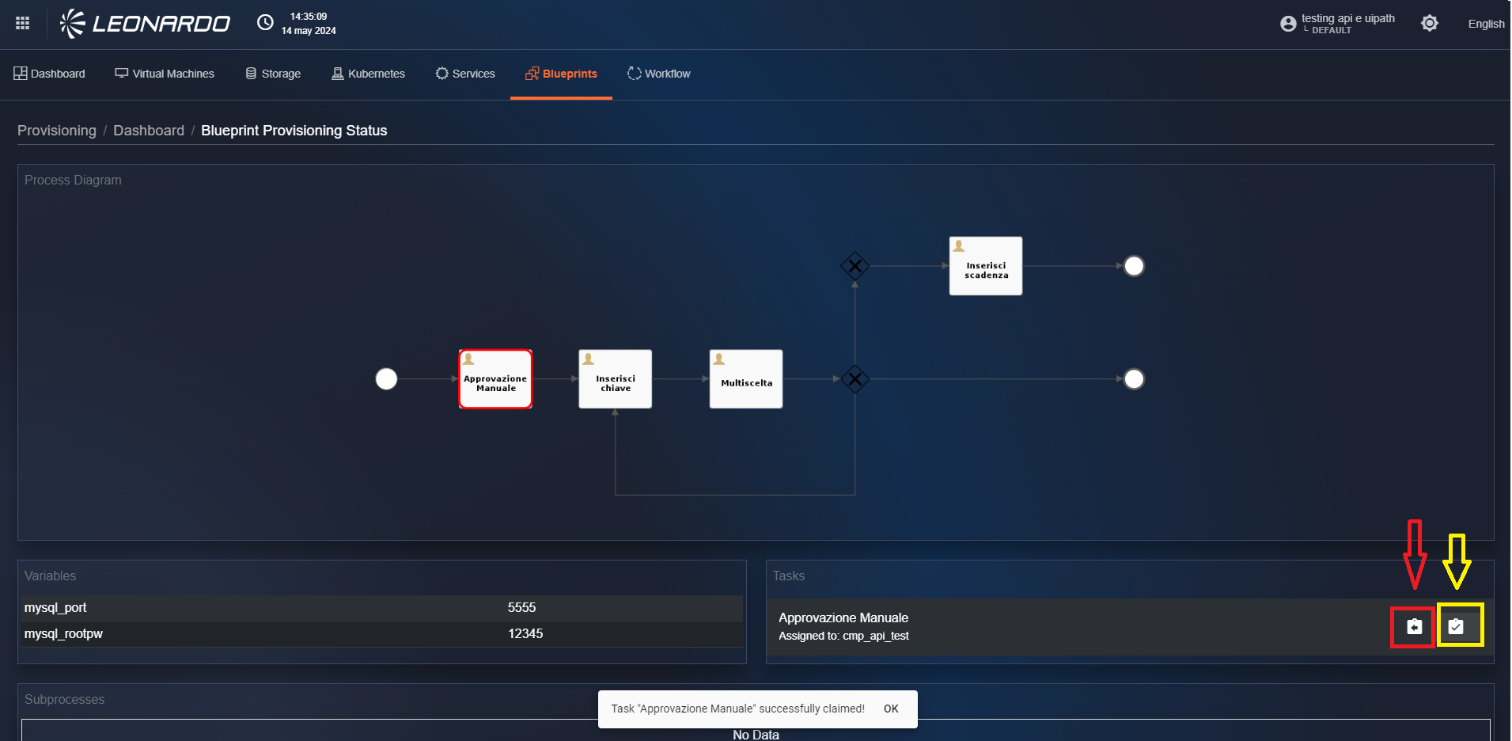 LEONARDO
14:35:09
14 may 2024
testing api e uipath
DEFAULT
English
Dashboard
Virtual Machines
Storage
Kubernetes
Services
Blueprints
Workflow
Provisioning / Dashboard / Blueprint Provisioning Status
Process Diagram
Inserisci
scadenza
Approvazione
Manuale
Inserisci
chiave
Multiscelta
Variables
mysql_port 5555
mysql_rootpw 12345
Tasks
Approvazione Manuale
Assigned to: cmp_api_test
Subprocesses
Task "Approvazione Manuale" successfully claimed! OK
No Data